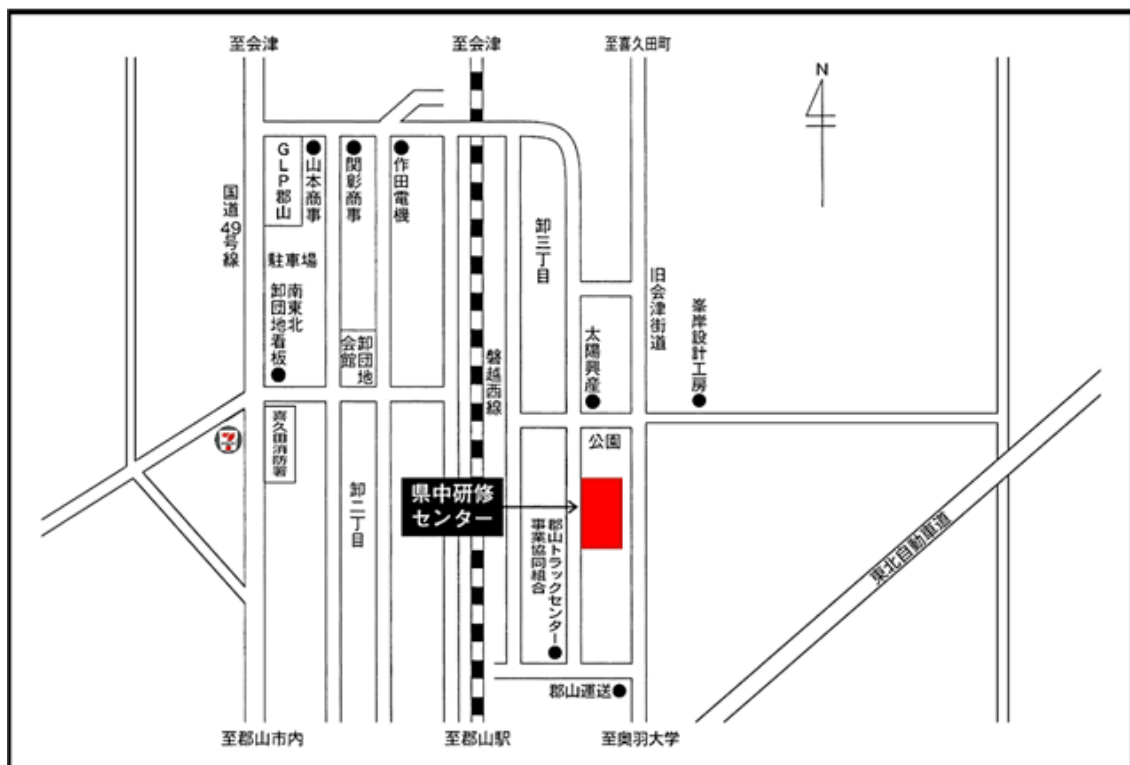 至会津
至会津
至喜久田町
N
GLP郡山
山本商事
関彰商事
作田電機
国道49号線
卸三丁目
駐車場
南東北
卸団地看板
卸団地
会館
磐越西線
太陽興産
旧会津街道
峯岸設計工房
喜久田消防署
公園
卸二丁目
県中研修
センター
郡山トラックセンター
事業協同組合
東北自動車道
郡山運送
至郡山市内
至郡山駅
至奥羽大学